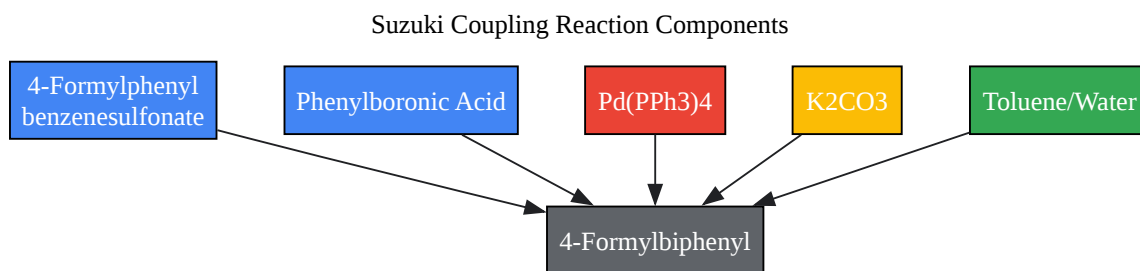 Suzuki Coupling Reaction Components
4-Formylphenyl
benzenesulfonate
Phenylboronic Acid
Pd(PPh3)4
K2CO3
Toluene/Water
4-Formylbiphenyl